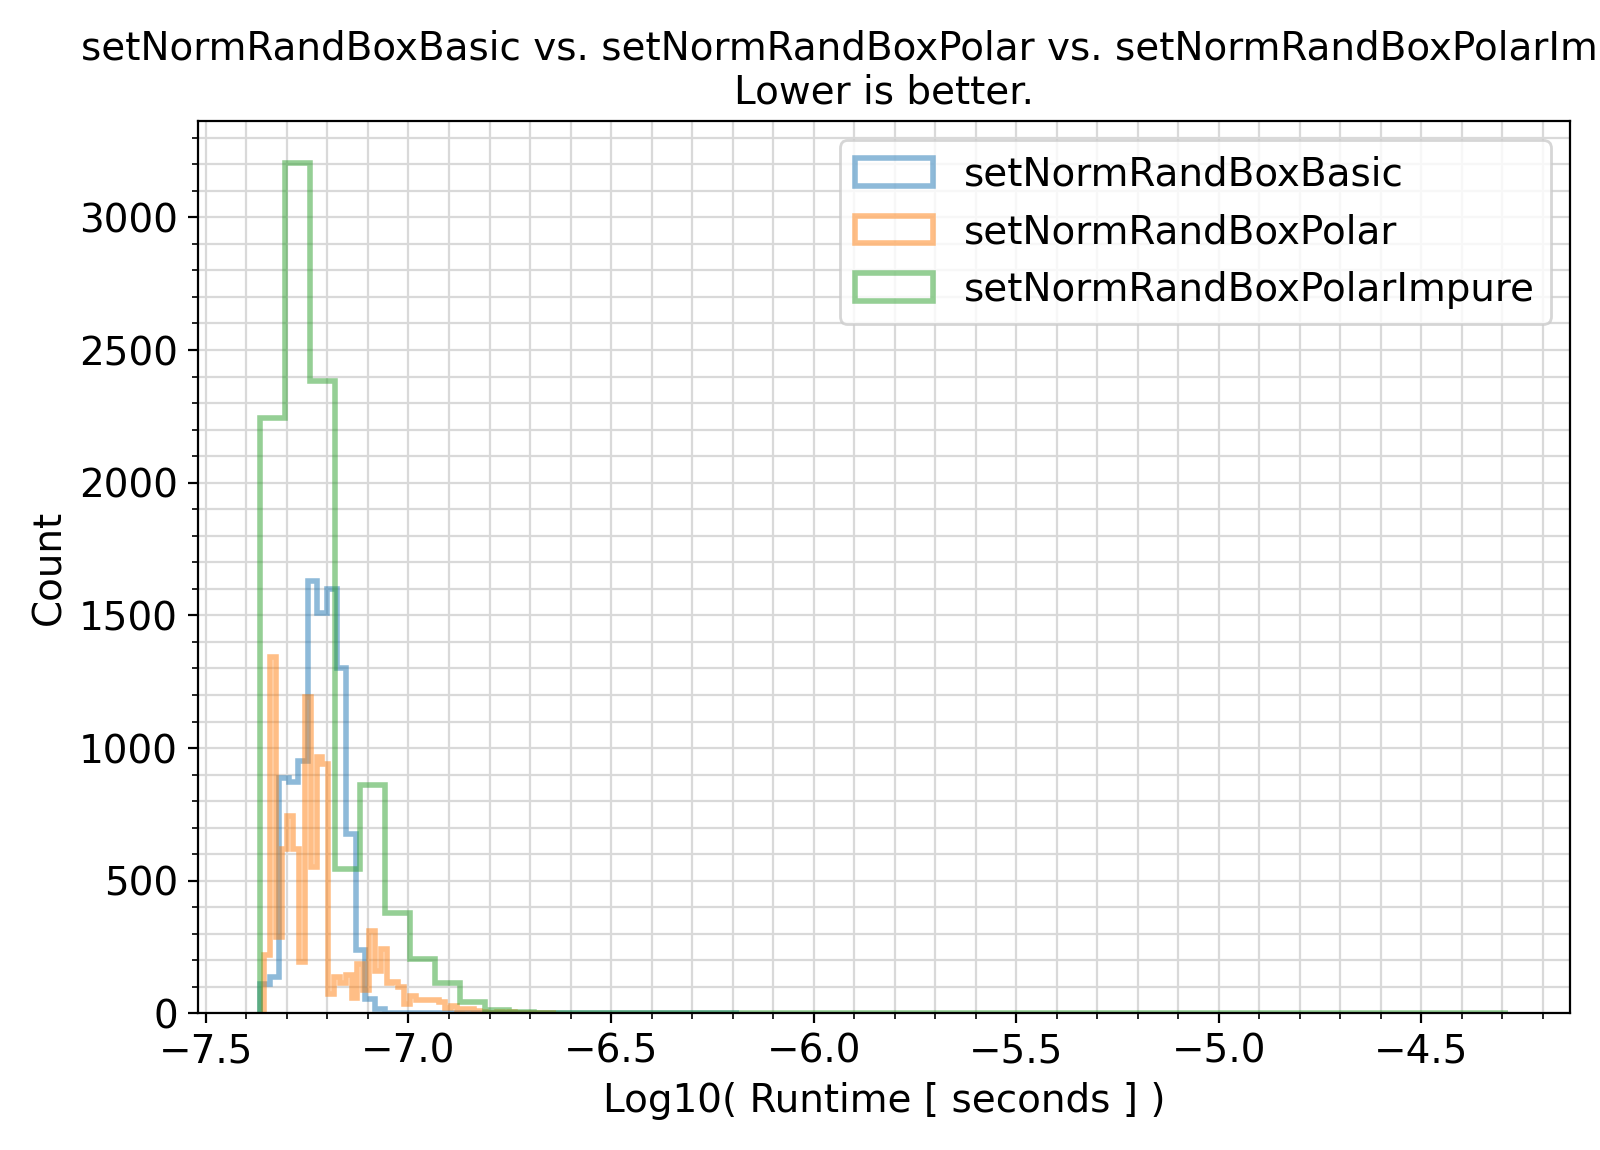 setNormRandBoxBasic vs. setNormRandBoxPolar vs. setNormRandBoxPolarIm
Lower is better.
setNormRandBoxBasic
setNormRandBoxPolar
setNormRandBoxPolarImpure
Count
3000
2500
2000
1500
1000
500
0
−7.5 −7.0 −6.5 −6.0 −5.5 −5.0 −4.5
Log10( Runtime [ seconds ] )